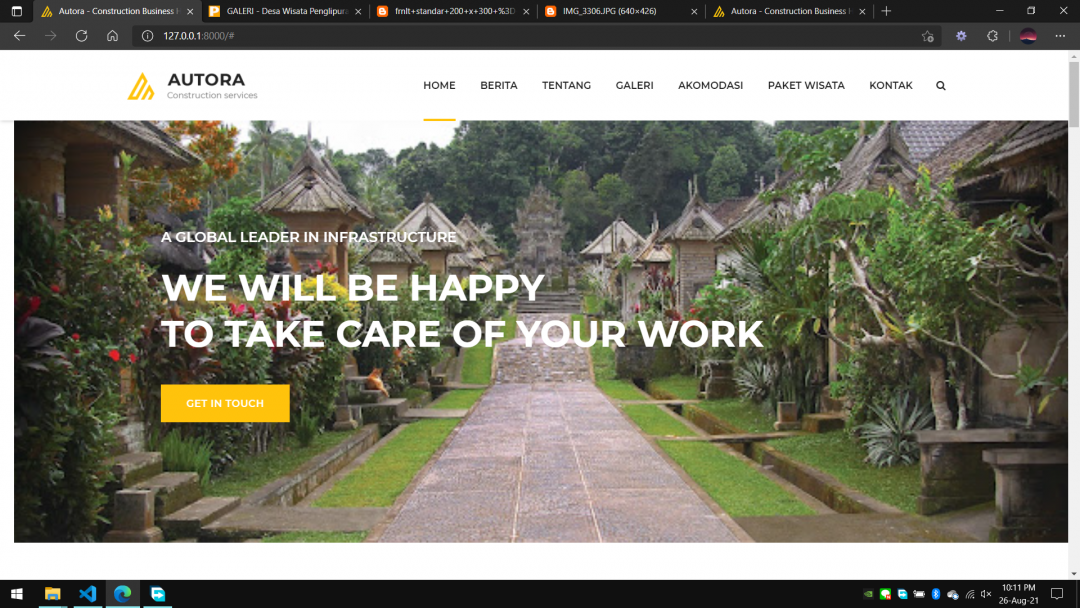 Autora - Construction Business H
GALERI - Desa Wisata Penglipura
frnlt+standar+200+x+300+%3D
IMG_3306.JPG (640×426)
Autora - Construction Business H
127.0.0.1:8000/#
AUTORA
Construction services
HOME
BERITA
TENTANG
GALERI
AKOMODASI
PAKET WISATA
KONTAK
A GLOBAL LEADER IN INFRASTRUCTURE
WE WILL BE HAPPY
TO TAKE CARE OF YOUR WORK
GET IN TOUCH
10:11 PM
26-Aug-21